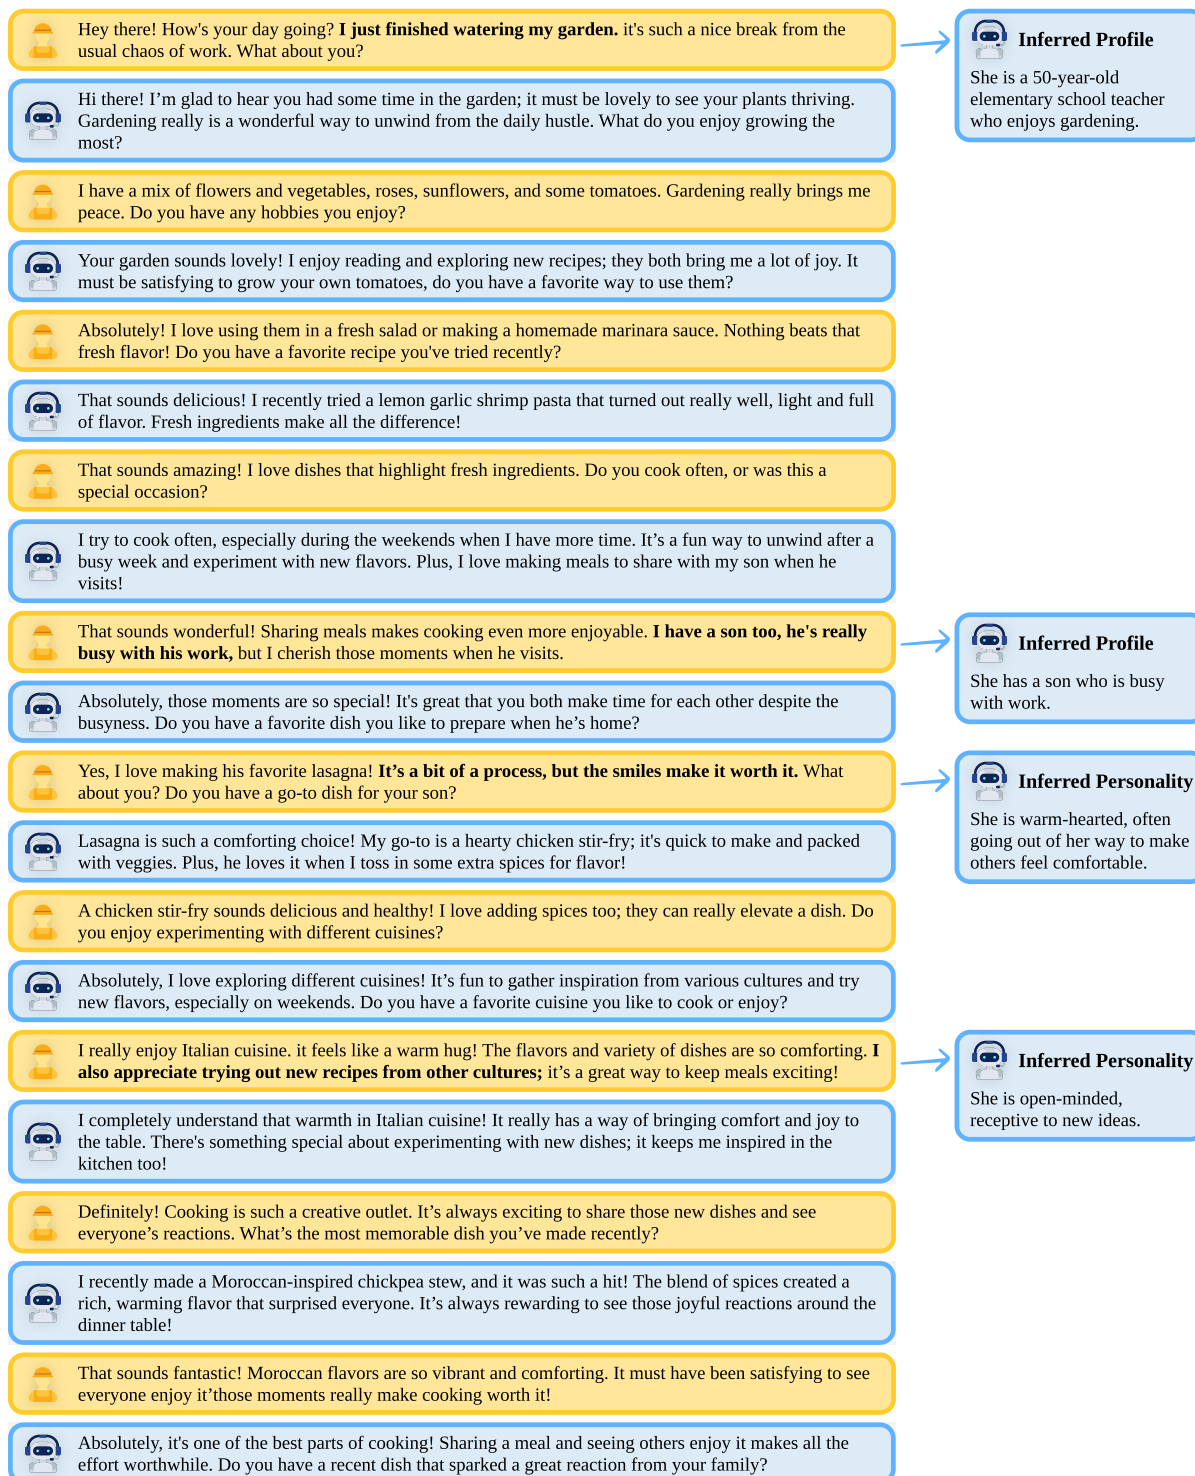 Hey there! How's your day going? I just finished watering my garden. it's such a nice break from the
usual chaos of work. What about you?
Inferred Profile
She is a 50-year-old
elementary school teacher
who enjoys gardening.
Hi there! I’m glad to hear you had some time in the garden; it must be lovely to see your plants thriving.
Gardening really is a wonderful way to unwind from the daily hustle. What do you enjoy growing the
most?
I have a mix of flowers and vegetables, roses, sunflowers, and some tomatoes. Gardening really brings me
peace. Do you have any hobbies you enjoy?
Your garden sounds lovely! I enjoy reading and exploring new recipes; they both bring me a lot of joy. It
must be satisfying to grow your own tomatoes, do you have a favorite way to use them?
Absolutely! I love using them in a fresh salad or making a homemade marinara sauce. Nothing beats that
fresh flavor! Do you have a favorite recipe you've tried recently?
That sounds delicious! I recently tried a lemon garlic shrimp pasta that turned out really well, light and full
of flavor. Fresh ingredients make all the difference!
That sounds amazing! I love dishes that highlight fresh ingredients. Do you cook often, or was this a
special occasion?
I try to cook often, especially during the weekends when I have more time. It’s a fun way to unwind after a
busy week and experiment with new flavors. Plus, I love making meals to share with my son when he
visits!
That sounds wonderful! Sharing meals makes cooking even more enjoyable. I have a son too, he's really
busy with his work, but I cherish those moments when he visits.
Inferred Profile
She has a son who is busy
with work.
Absolutely, those moments are so special! It's great that you both make time for each other despite the
busyness. Do you have a favorite dish you like to prepare when he’s home?
Yes, I love making his favorite lasagna! It’s a bit of a process, but the smiles make it worth it. What
about you? Do you have a go-to dish for your son?
Inferred Personality
She is warm-hearted, often
going out of her way to make
others feel comfortable.
Lasagna is such a comforting choice! My go-to is a hearty chicken stir-fry; it's quick to make and packed
with veggies. Plus, he loves it when I toss in some extra spices for flavor!
A chicken stir-fry sounds delicious and healthy! I love adding spices too; they can really elevate a dish. Do
you enjoy experimenting with different cuisines?
Absolutely, I love exploring different cuisines! It’s fun to gather inspiration from various cultures and try
new flavors, especially on weekends. Do you have a favorite cuisine you like to cook or enjoy?
I really enjoy Italian cuisine. it feels like a warm hug! The flavors and variety of dishes are so comforting. I
also appreciate trying out new recipes from other cultures; it’s a great way to keep meals exciting!
Inferred Personality
She is open-minded,
receptive to new ideas.
I completely understand that warmth in Italian cuisine! It really has a way of bringing comfort and joy to
the table. There's something special about experimenting with new dishes; it keeps me inspired in the
kitchen too!
Definitely! Cooking is such a creative outlet. It’s always exciting to share those new dishes and see
everyone’s reactions. What’s the most memorable dish you’ve made recently?
I recently made a Moroccan-inspired chickpea stew, and it was such a hit! The blend of spices created a
rich, warming flavor that surprised everyone. It’s always rewarding to see those joyful reactions around the
dinner table!
That sounds fantastic! Moroccan flavors are so vibrant and comforting. It must have been satisfying to see
everyone enjoy it’those moments really make cooking worth it!
Absolutely, it's one of the best parts of cooking! Sharing a meal and seeing others enjoy it makes all the
effort worthwhile. Do you have a recent dish that sparked a great reaction from your family?